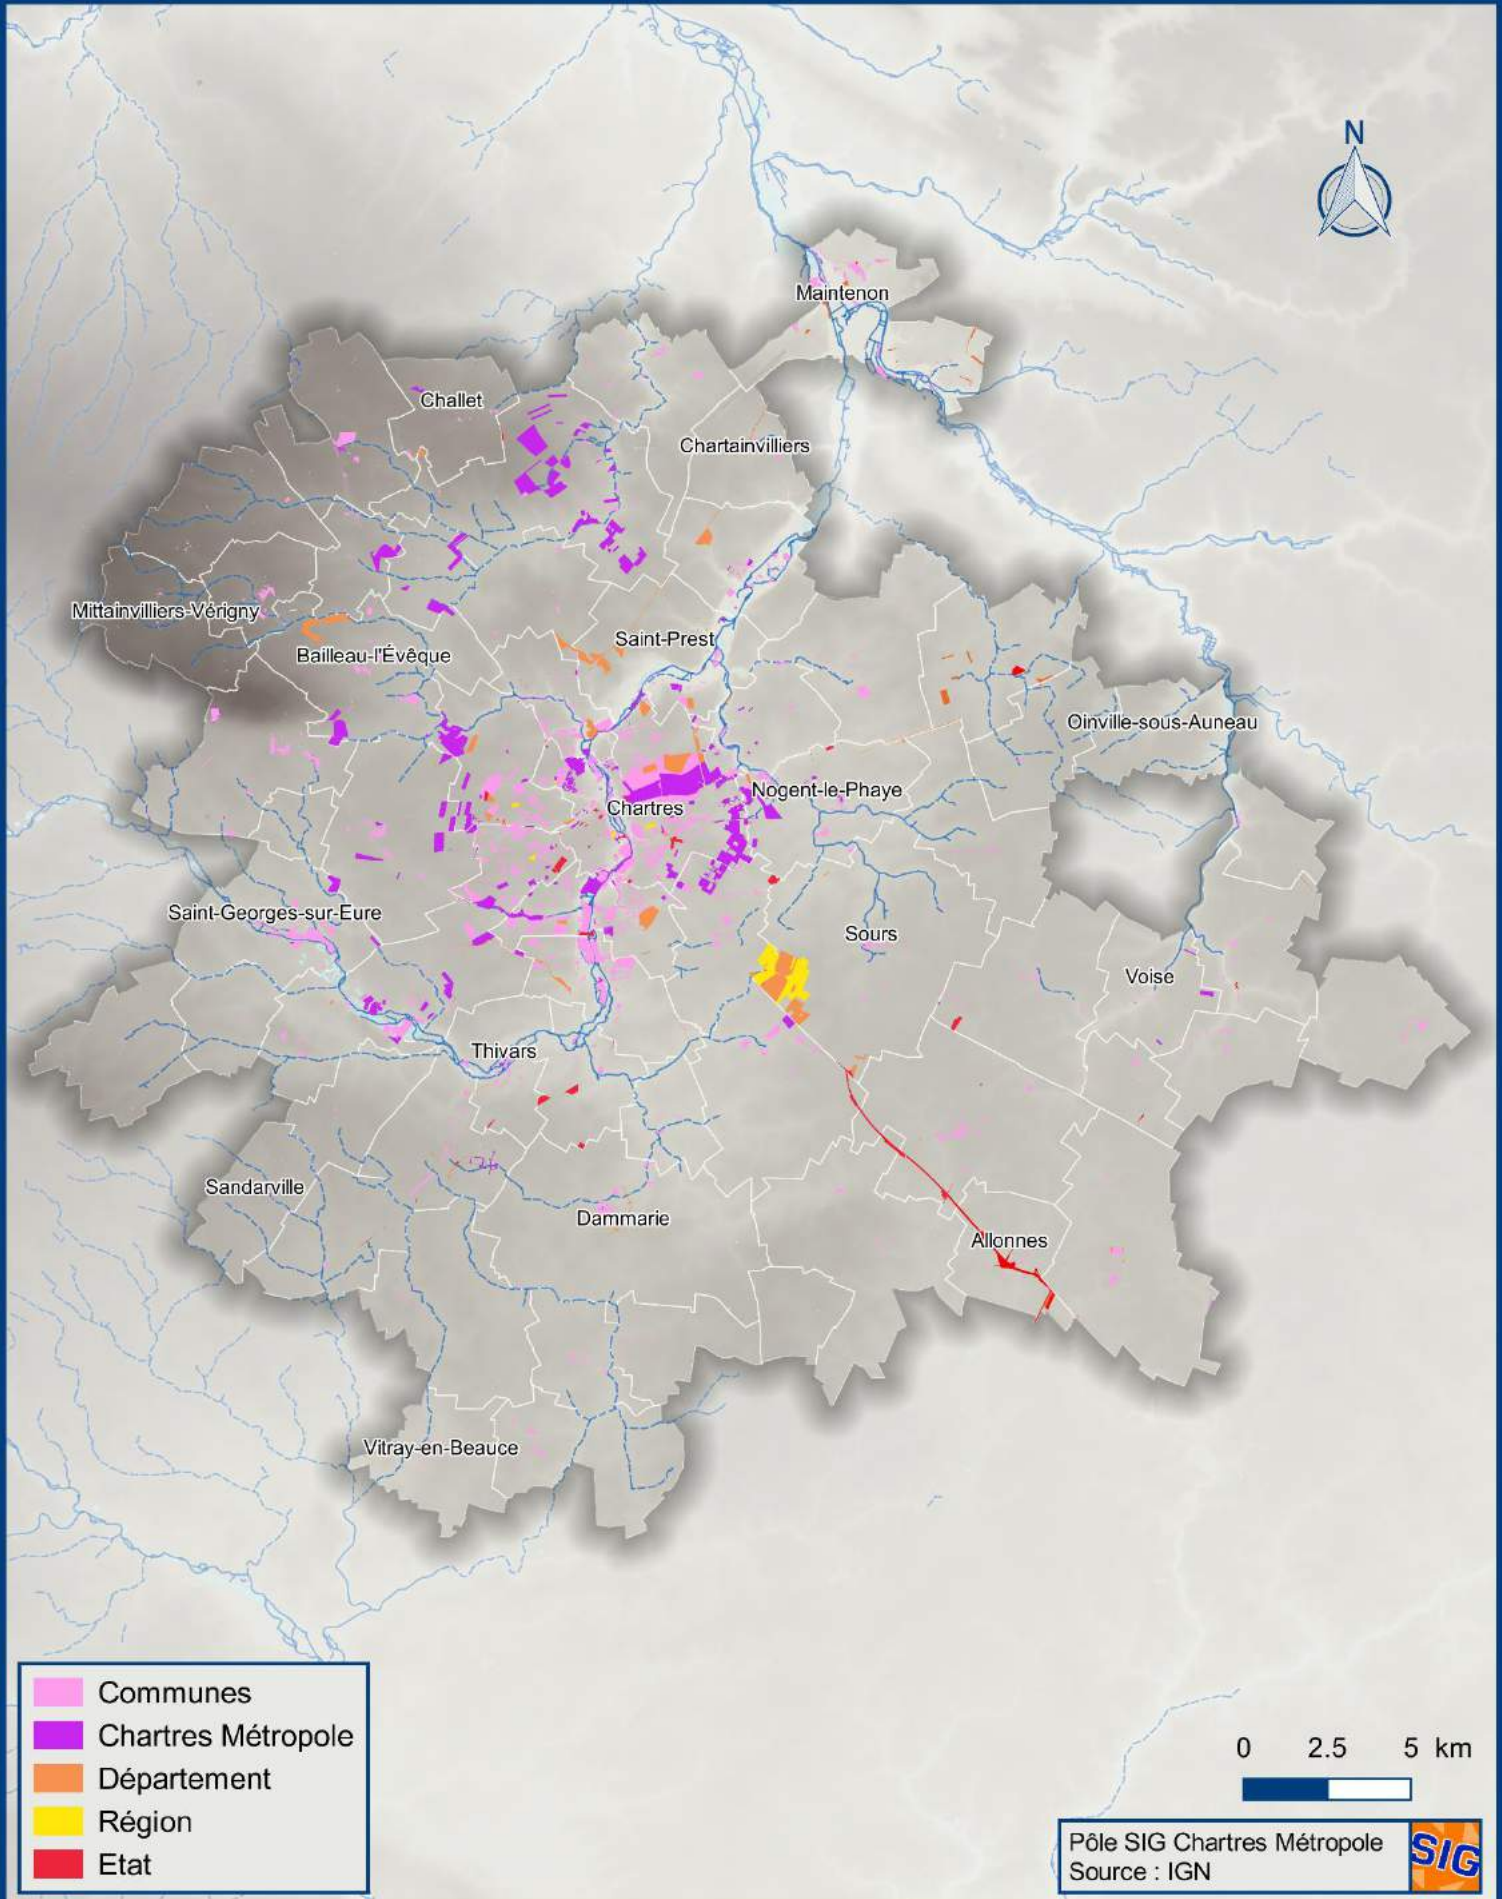 N
Maintenon
Challet
Chartainvilliers
Mittainvilliers-Vérigny
Saint-Prest
Bailleau-l'Évêque
Oinville-sous-Auneau
Nogent-le-Phaye
Chartres
Saint-Georges-sur-Eure
Sours
Voise
Thivars
Sandarville
Dammarie
Allonnes
Vitray-en-Beauce
Communes
Chartres Métropole
Département
Région
Etat
0 2.5 5 km
Pôle SIG Chartres Métropole
Source : IGN
SIG